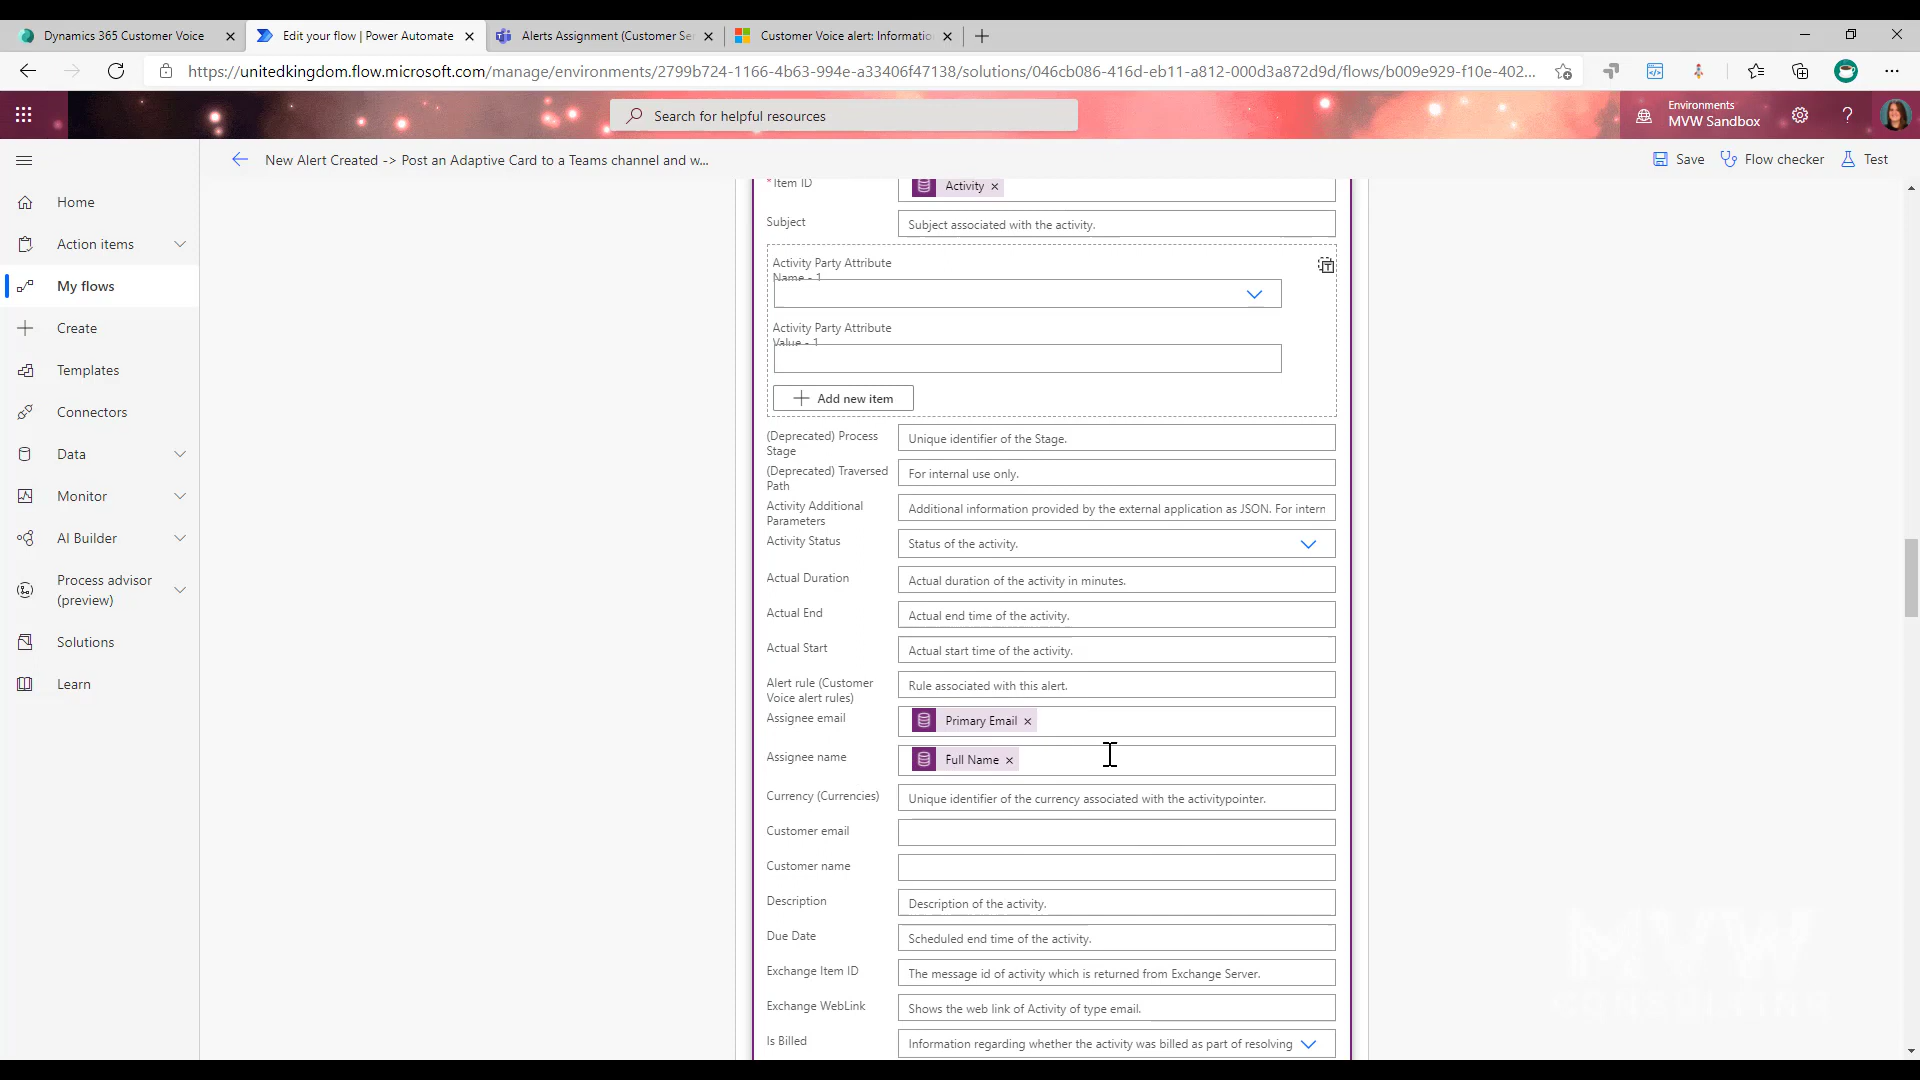 Dynamics 365 Customer Voice
Edit your flow | Power Automate
Alerts Assignment (Customer Se
Customer Voice alert: Informatio
https://unitedkingdom.flow.microsoft.com/manage/environments/2799b724-1166-4b63-994e-a33406f47138/solutions/046cb086-416d-eb11-a812-000d3a872d9d/flows/b009e929-f10e-402...
Search for helpful resources
Environments
MVW Sandbox
New Alert Created -> Post an Adaptive Card to a Teams channel and w...
Save
Flow checker
Test
Home
Action items
My flows
Create
Templates
Connectors
Data
Monitor
AI Builder
Process advisor
(preview)
Solutions
Learn
*Item ID
Activity
Subject
Subject associated with the activity.
Activity Party Attribute
Name - 1
Activity Party Attribute
Value - 1
Add new item
(Deprecated) Process
Stage
Unique identifier of the Stage.
(Deprecated) Traversed
Path
For internal use only.
Activity Additional
Parameters
Additional information provided by the external application as JSON. For intern
Activity Status
Status of the activity.
Actual Duration
Actual duration of the activity in minutes.
Actual End
Actual end time of the activity.
Actual Start
Actual start time of the activity.
Alert rule (Customer
Voice alert rules)
Rule associated with this alert.
Assignee email
Primary Email
Assignee name
Full Name
Currency (Currencies)
Unique identifier of the currency associated with the activitypointer.
Customer email
Customer name
Description
Description of the activity.
Due Date
Scheduled end time of the activity.
Exchange Item ID
The message id of activity which is returned from Exchange Server.
Exchange WebLink
Shows the web link of Activity of type email.
Is Billed
Information regarding whether the activity was billed as part of resolving
MVW